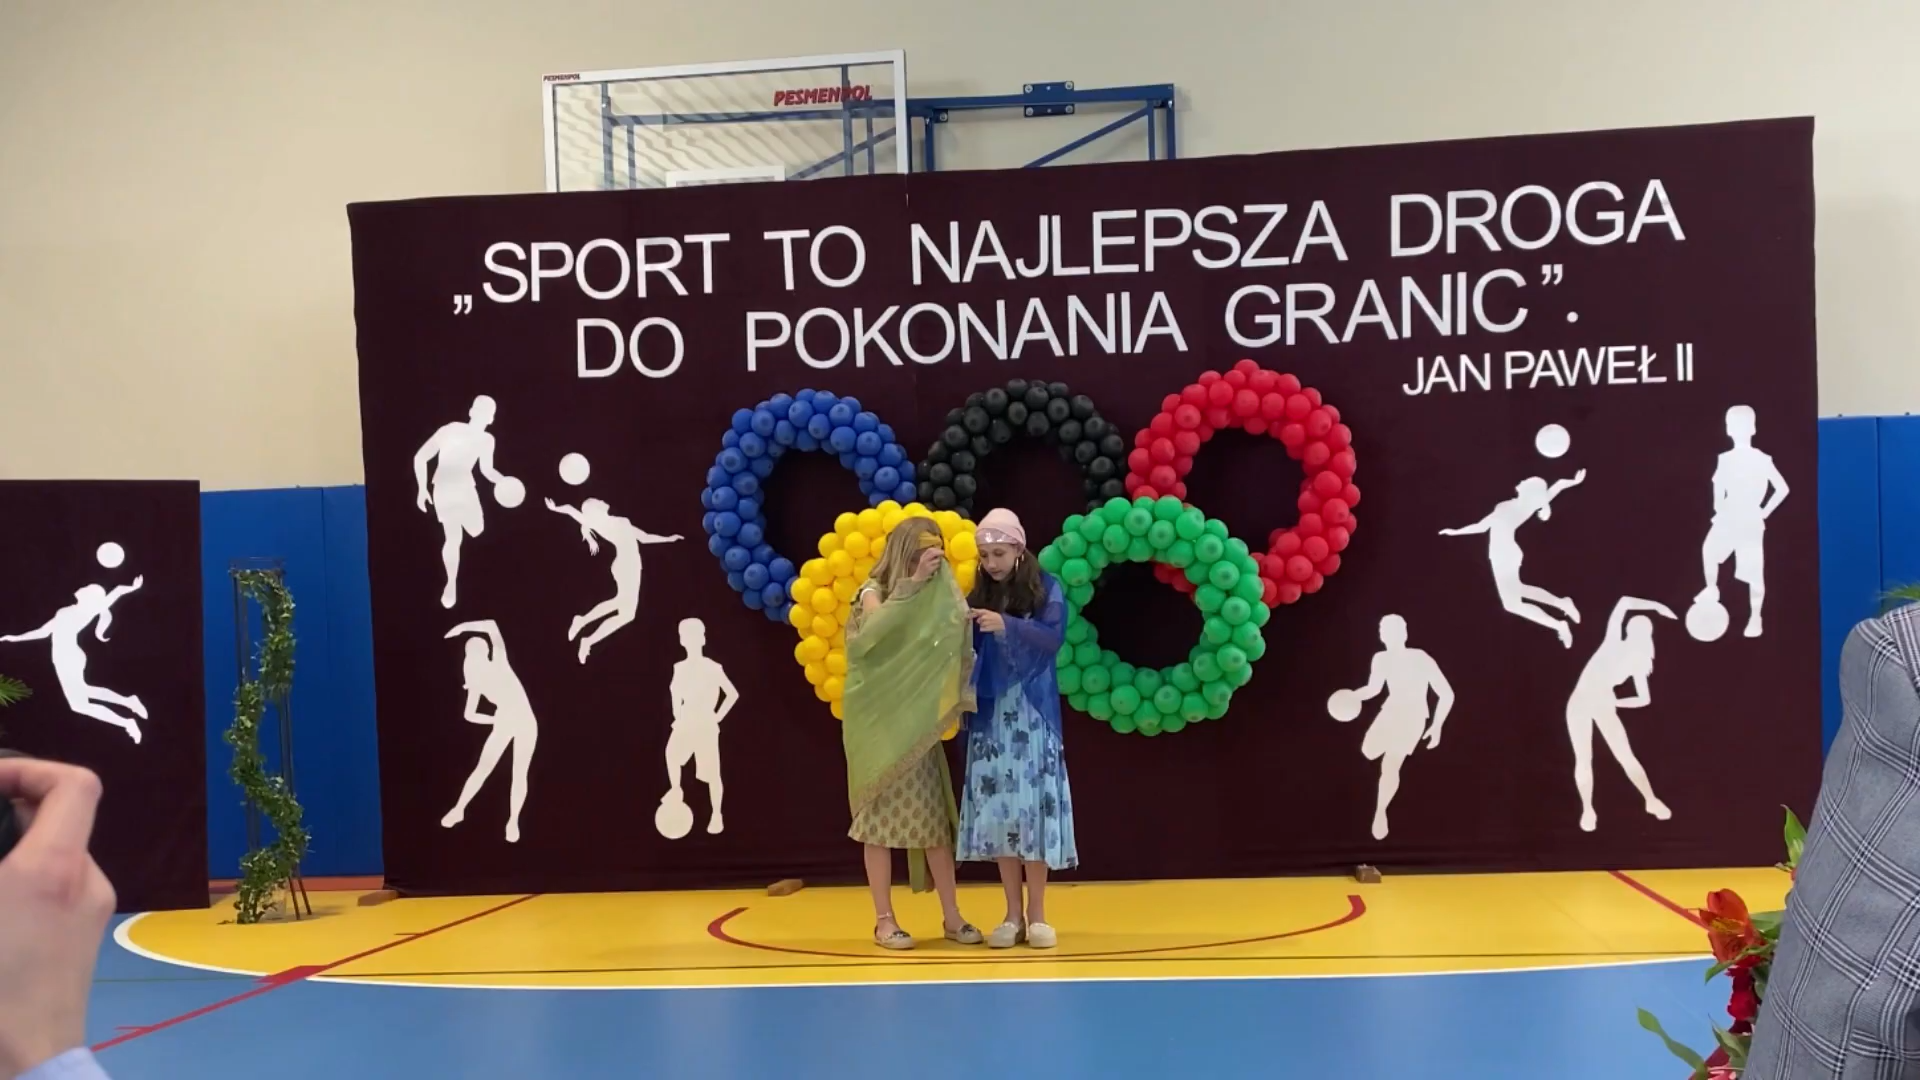 PESMENPOL
PESMENPOL
„SPORT TO NAJLEPSZA DROGA
DO POKONANIA GRANIC”.
JAN PAWEŁ II